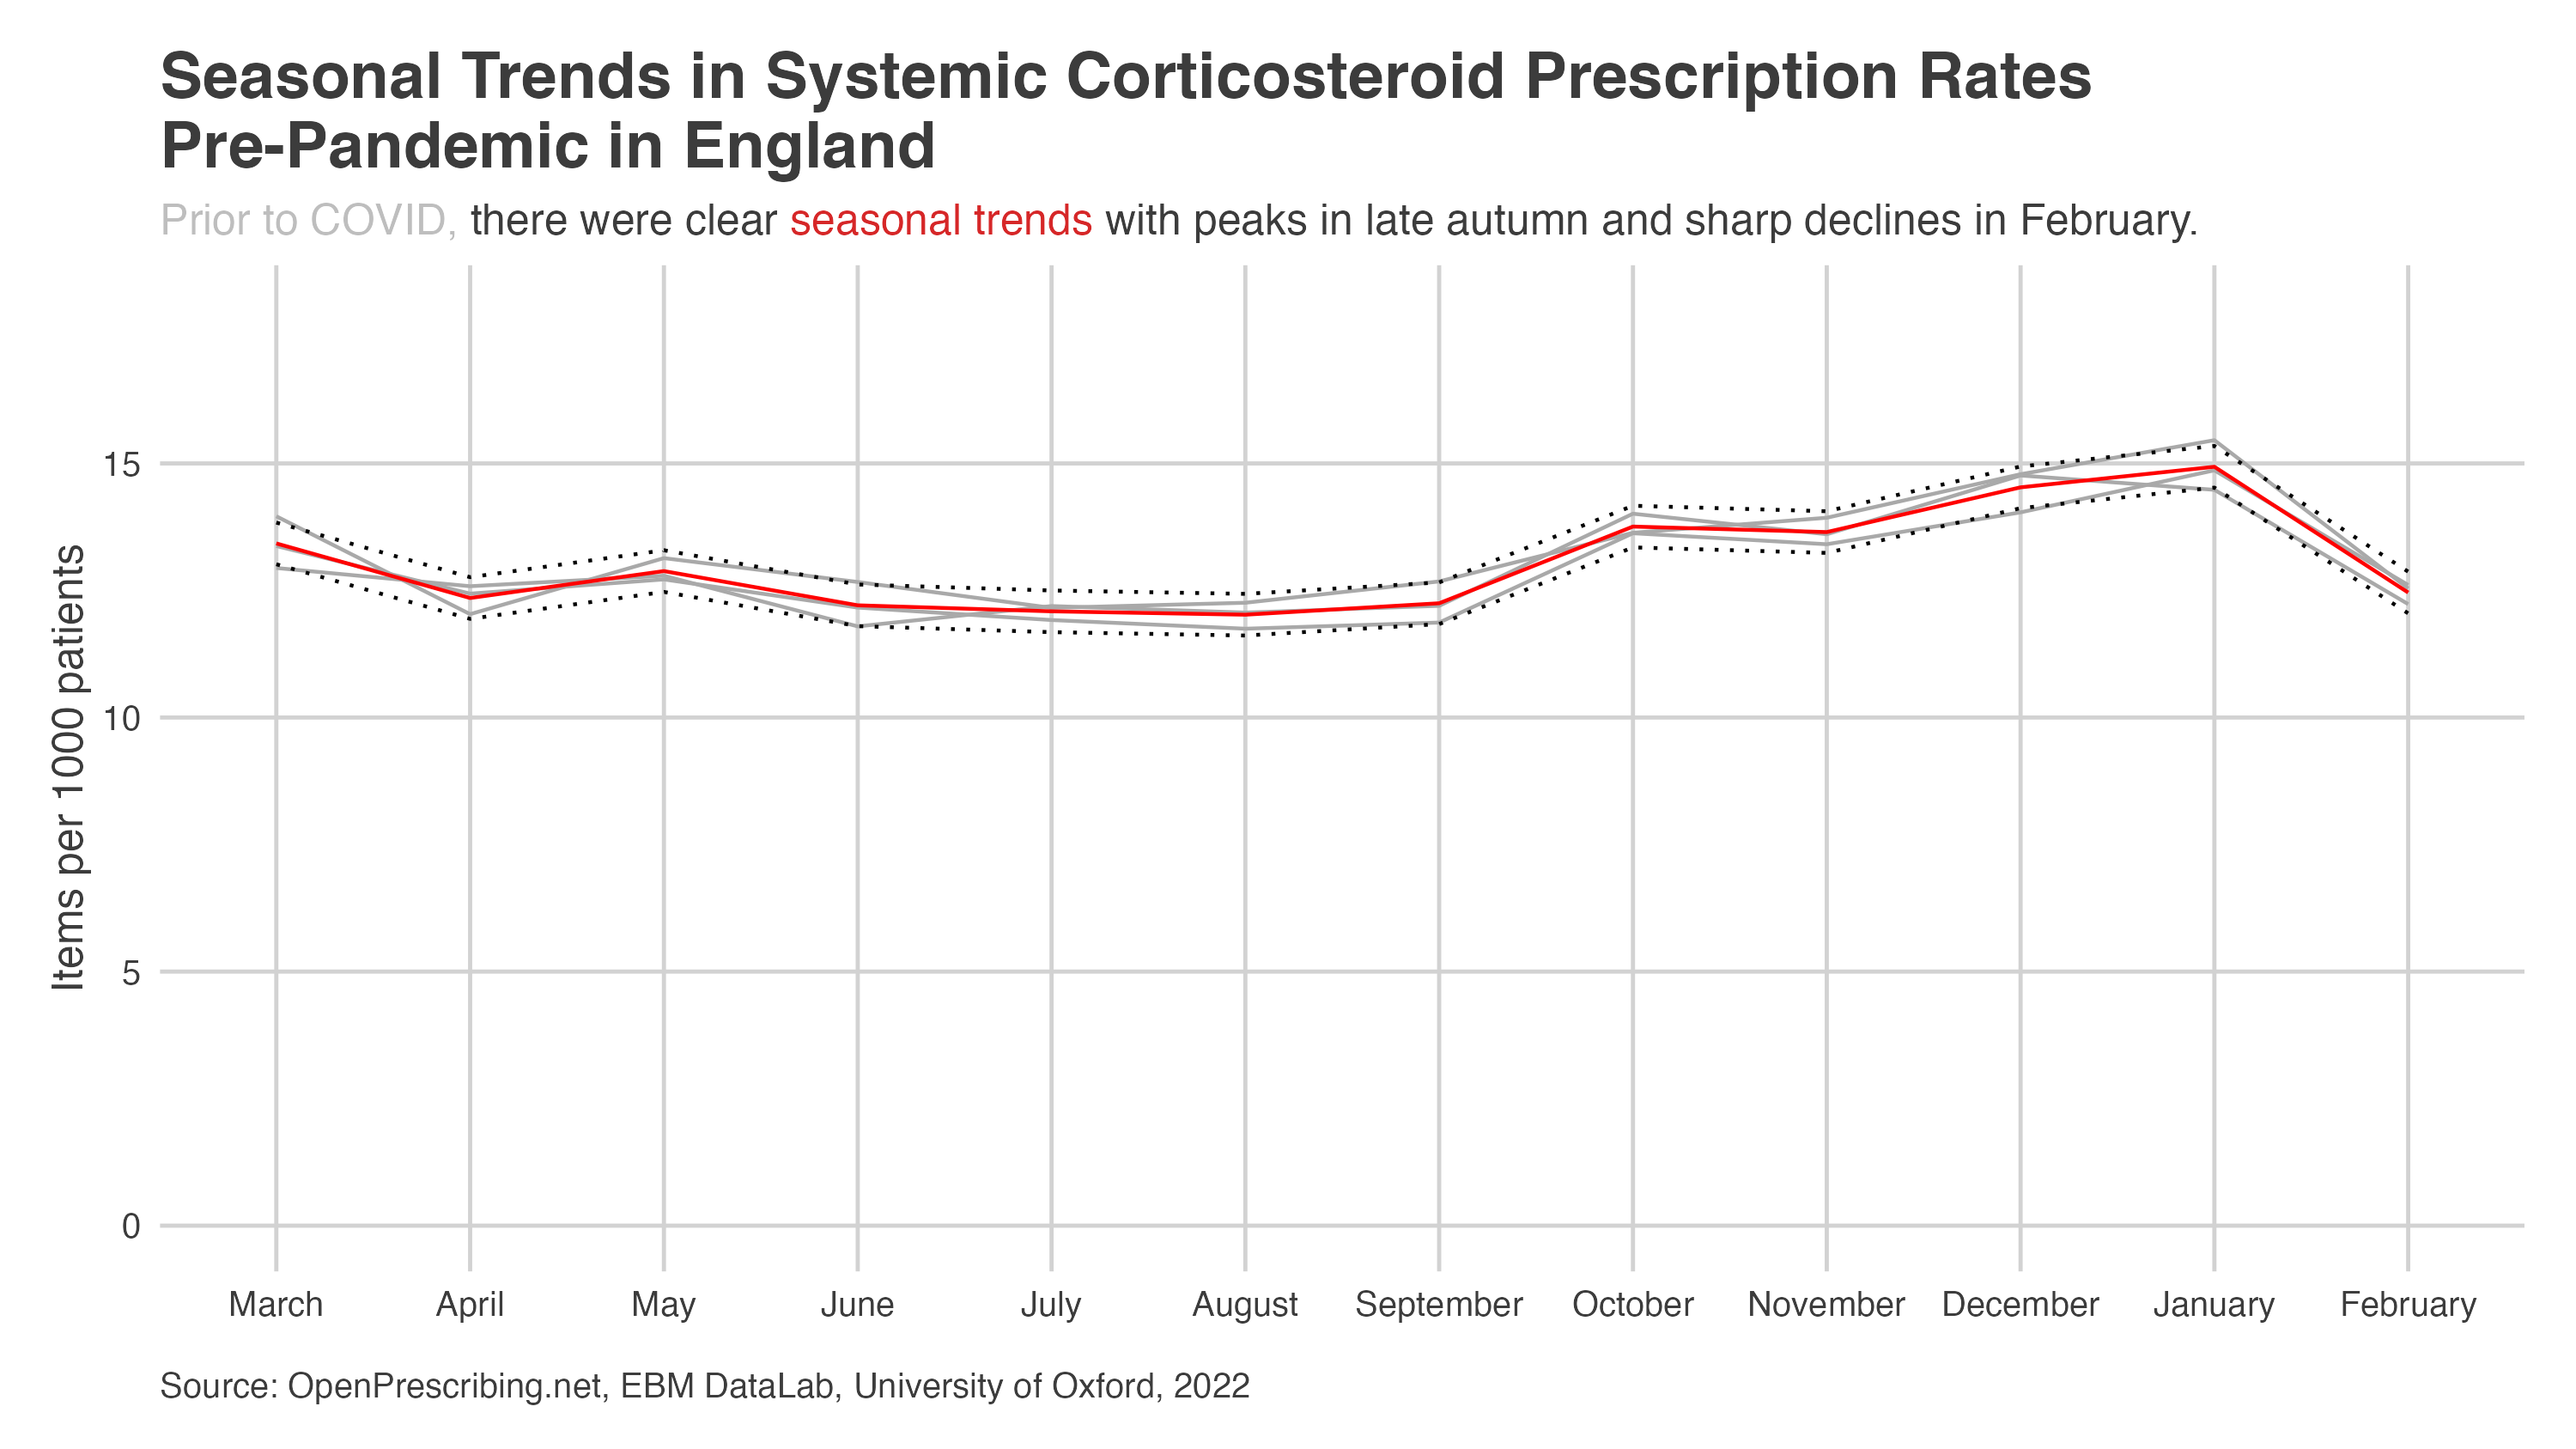 Seasonal Trends in Systemic Corticosteroid Prescription Rates
Pre-Pandemic in England
Prior to COVID, there were clear seasonal trends with peaks in late autumn and sharp declines in February.
Items per 1000 patients
15
10
5
0
March April May June July August September October November December January February
Source: OpenPrescribing.net, EBM DataLab, University of Oxford, 2022